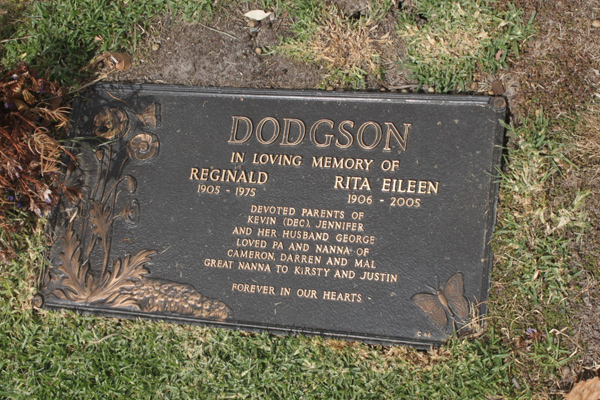 DODGSON
IN LOVING MEMORY OF
REGINALD RITA EILEEN
1905 - 1975 1906 - 2005
DEVOTED PARENTS OF
KEVIN (DEC), JENNIFER
AND HER HUSBAND GEORGE
LOVED PA AND NANNA OF
CAMERON, DARREN AND MAL
GREAT NANNA TO KIRSTY AND JUSTIN
FOREVER IN OUR HEARTS